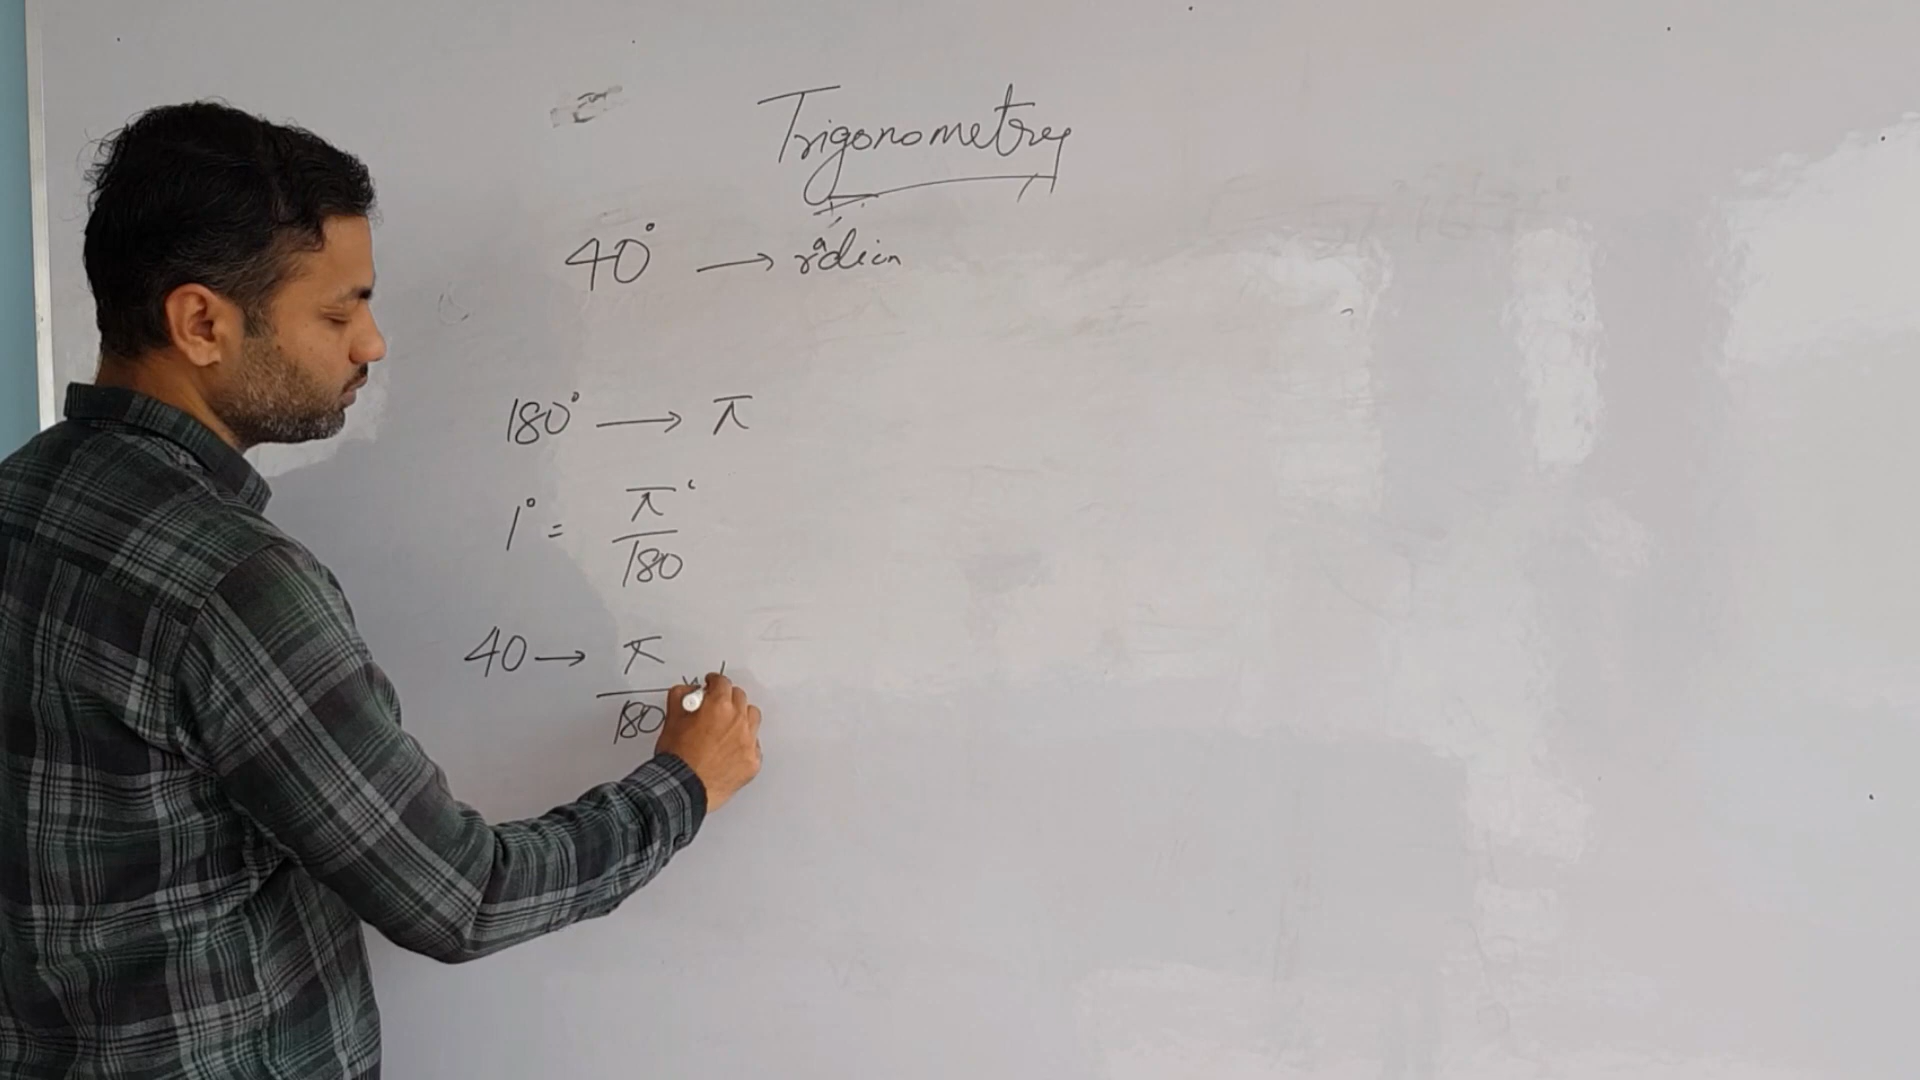 Trigonometry
40° → radian
180° → π
1° = π^c / 180
40 → π / 180 ×